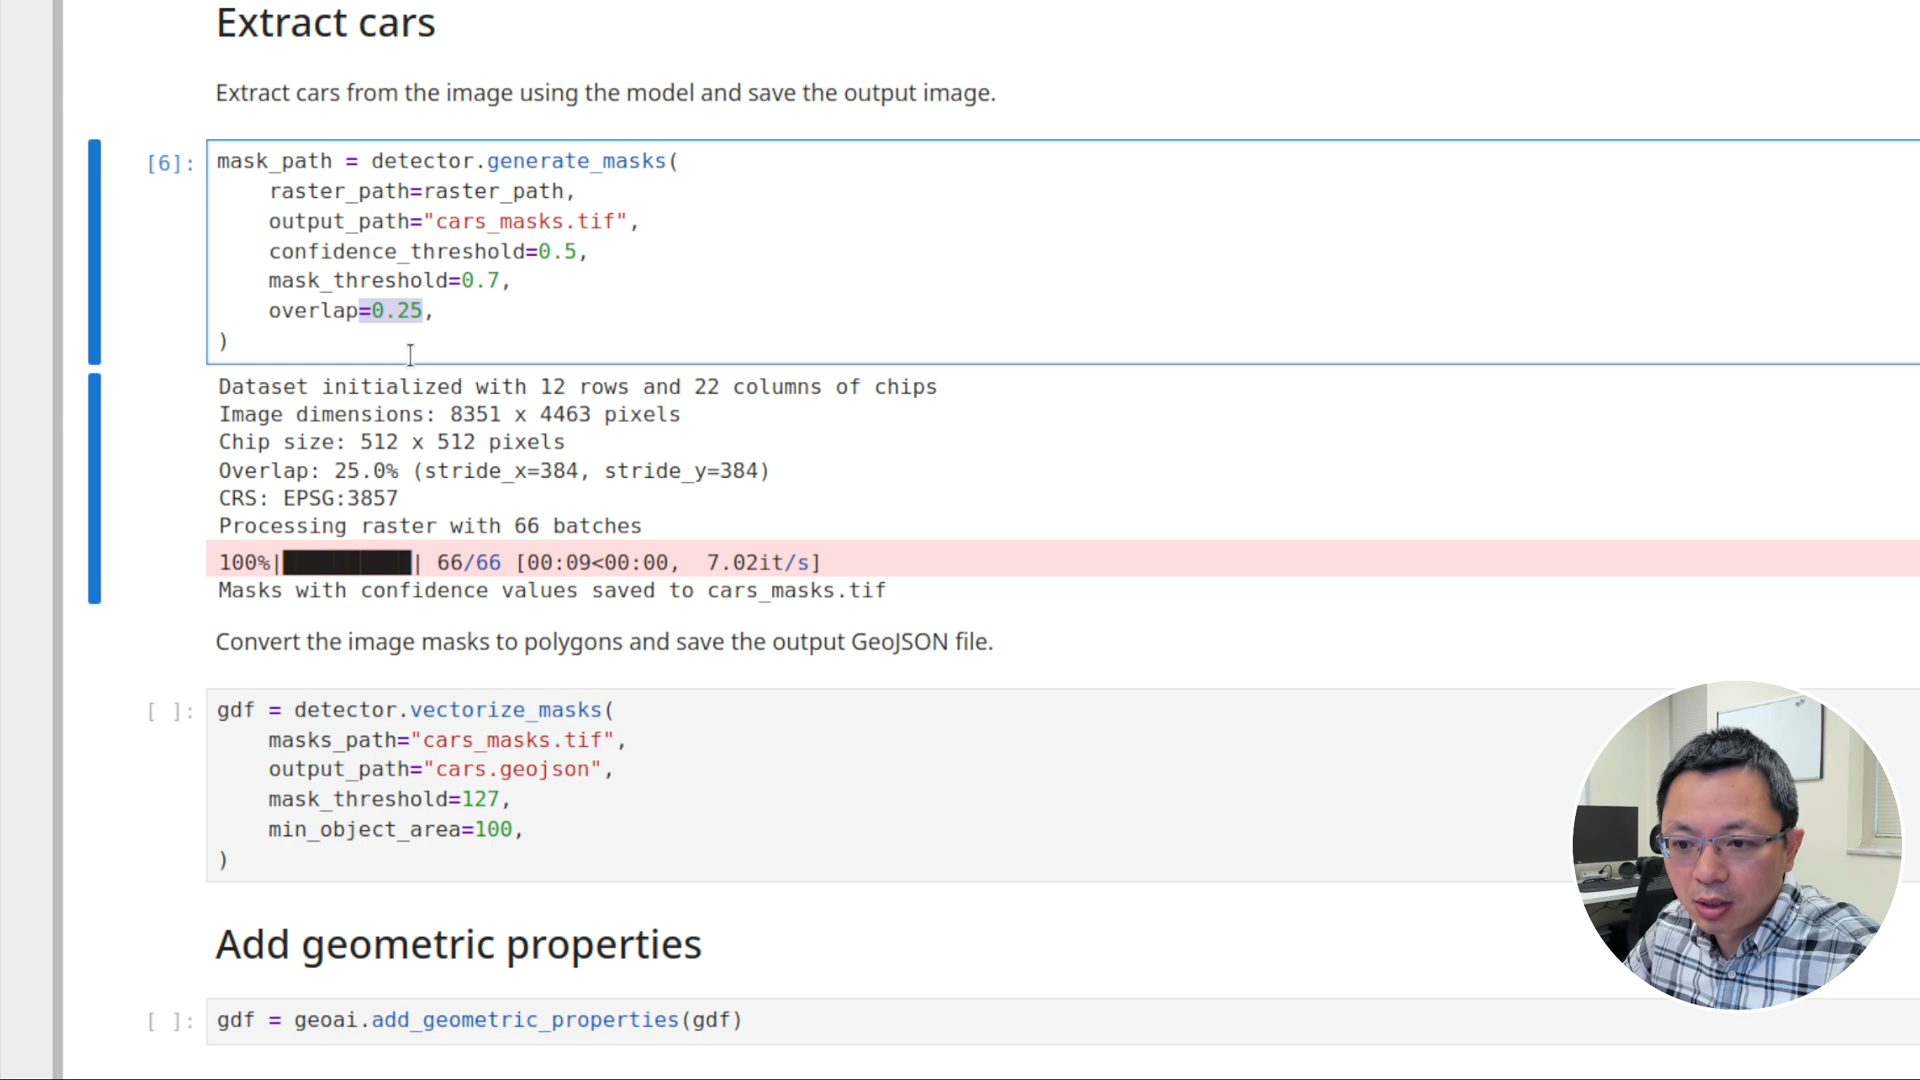 Extract cars
Extract cars from the image using the model and save the output image.
[6]:
mask_path = detector.generate_masks(
    raster_path=raster_path,
    output_path="cars_masks.tif",
    confidence_threshold=0.5,
    mask_threshold=0.7,
    overlap=0.25,
)
Dataset initialized with 12 rows and 22 columns of chips
Image dimensions: 8351 x 4463 pixels
Chip size: 512 x 512 pixels
Overlap: 25.0% (stride_x=384, stride_y=384)
CRS: EPSG:3857
Processing raster with 66 batches
100%|██████████| 66/66 [00:09<00:00,  7.02it/s]
Masks with confidence values saved to cars_masks.tif
Convert the image masks to polygons and save the output GeoJSON file.
[ ]:
gdf = detector.vectorize_masks(
    masks_path="cars_masks.tif",
    output_path="cars.geojson",
    mask_threshold=127,
    min_object_area=100,
)
Add geometric properties
[ ]:
gdf = geoai.add_geometric_properties(gdf)